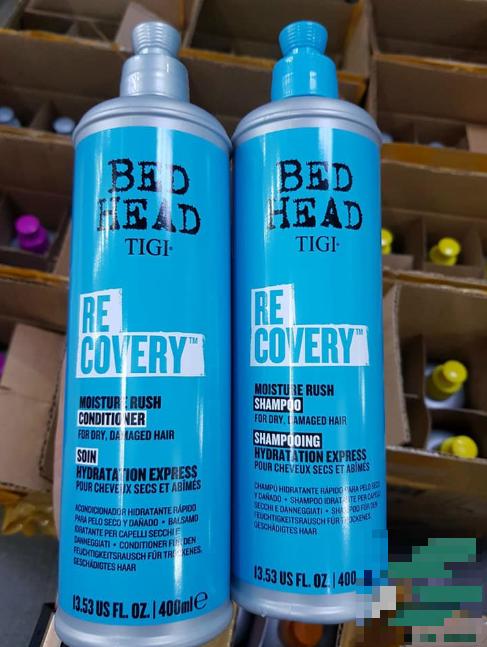 BED
HEAD
TIGI®
RE
COVERY™
MOISTURE RUSH
CONDITIONER
FOR DRY, DAMAGED HAIR
SOIN
HYDRATATION EXPRESS
POUR CHEVEUX SECS ET ABÎMÉS
ACONDICIONADOR HIDRATANTE RÁPIDO
PARA PELO SECO Y DAÑADO • BALSAMO
IDRATANTE PER CAPELLI SECCHI E
DANNEGGIATI • CONDITIONER FÜR DEN
FEUCHTIGKEITSRAUSCH FÜR TROCKENES,
GESCHÄDIGTES HAAR
13.53 US FL. OZ. | 400ml e
BED
HEAD
TIGI®
RE
COVERY™
MOISTURE RUSH
SHAMPOO
FOR DRY, DAMAGED HAIR
SHAMPOOING
HYDRATATION EXPRESS
POUR CHEVEUX SECS ET ABÎMÉS
CHAMPÚ HIDRATANTE RÁPIDO PARA PELO SECO
Y DAÑADO • SHAMPOO IDRATANTE PER CAPELLI
SECCHI E DANNEGGIATI • SHAMPOO FÜR DEN
FEUCHTIGKEITSRAUSCH FÜR TROCKENES,
GESCHÄDIGTES HAAR
13.53 US FL. OZ. | 400